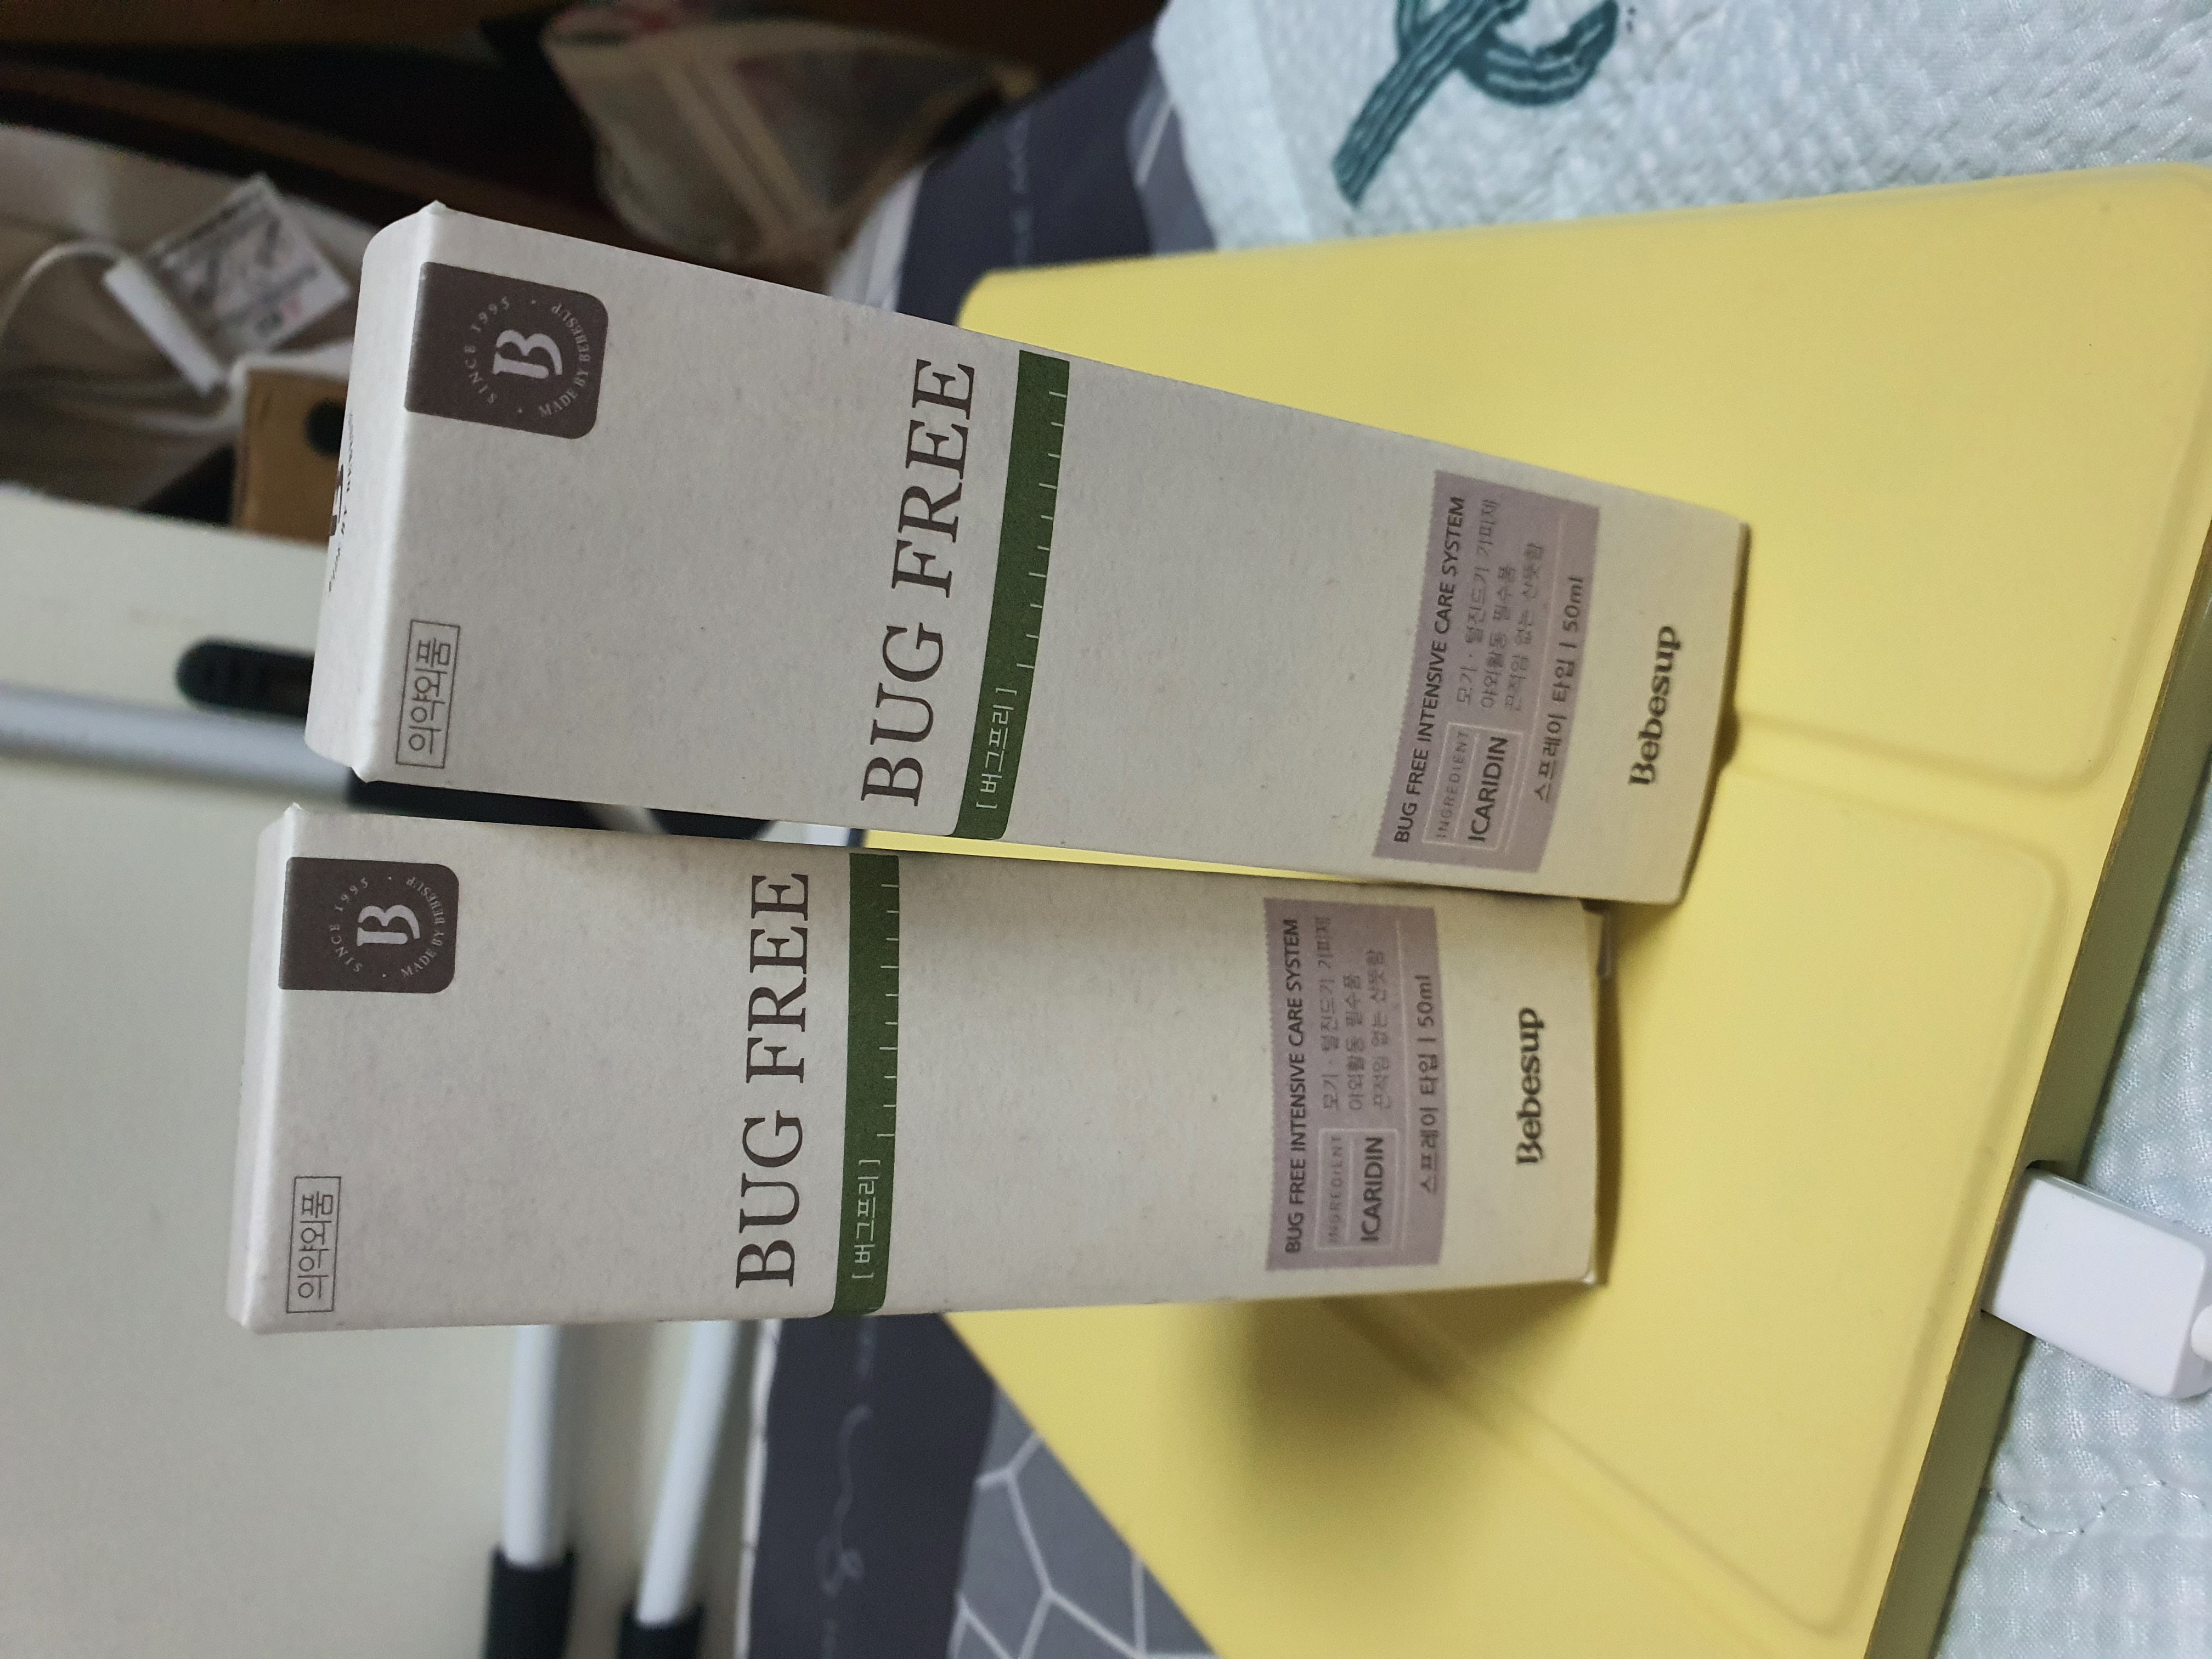 SINCE 1995 · MADE BY BEBESUP ·
B
의약외품
BUG FREE
[ 버그프리 ]
BUG FREE INTENSIVE CARE SYSTEM
INGREDIENT
ICARIDIN
모기 · 털진드기 기피제
야외활동 필수품
끈적임 없는 산뜻함
스프레이 타입 | 50ml
Bebesup
SINCE 1995 · MADE BY BEBESUP ·
B
의약외품
BUG FREE
[ 버그프리 ]
BUG FREE INTENSIVE CARE SYSTEM
INGREDIENT
ICARIDIN
모기 · 털진드기 기피제
야외활동 필수품
끈적임 없는 산뜻함
스프레이 타입 | 50ml
Bebesup